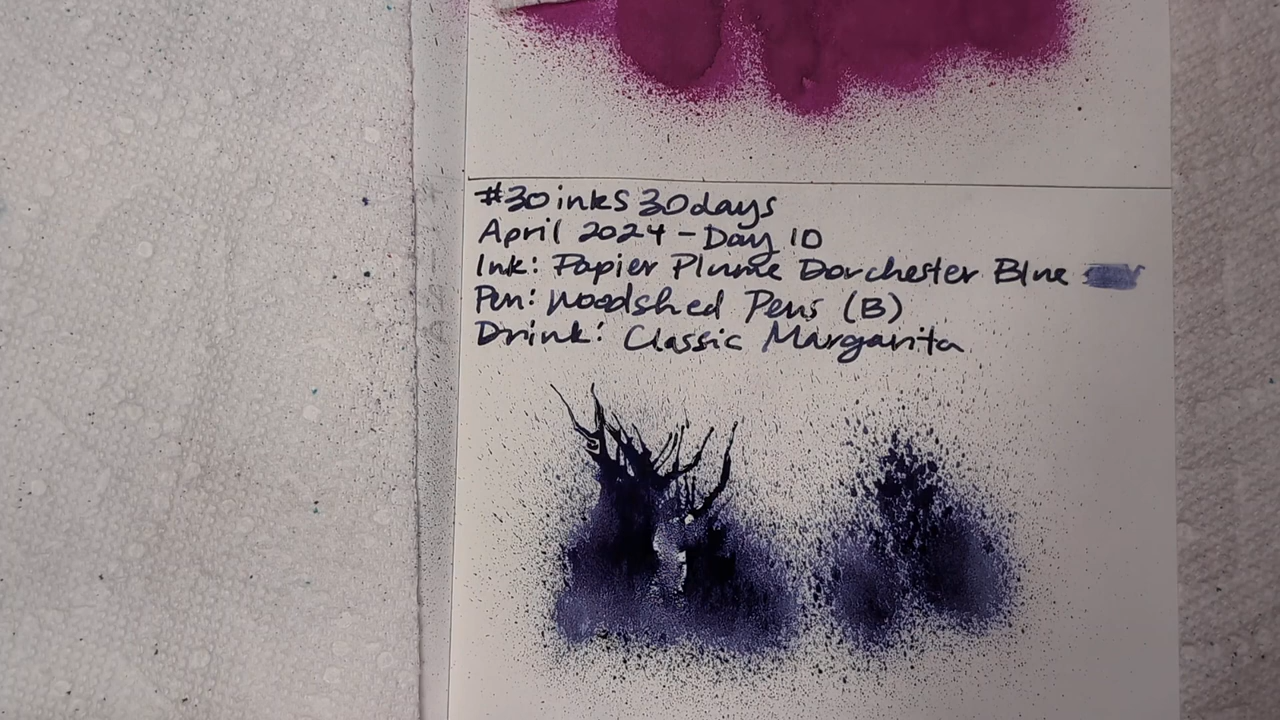 #30inks30days
April 2024 - Day 10
Ink: Papier Plume Dorchester Blue
Pen: Woodshed Pens (B)
Drink: Classic Margarita